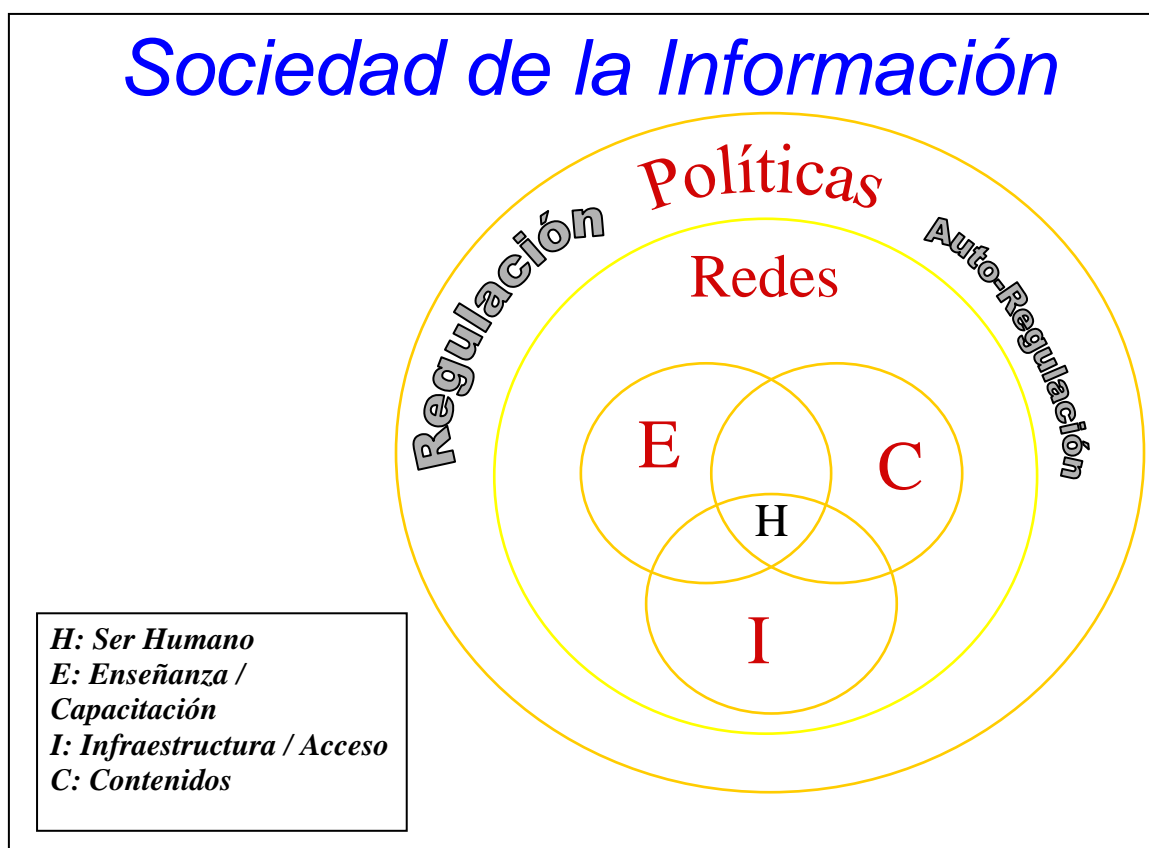 Sociedad de la Información
Políticas
Regulación
Auto-Regulación
Redes
E
C
H
I
H: Ser Humano
E: Enseñanza /
Capacitación
I: Infraestructura / Acceso
C: Contenidos